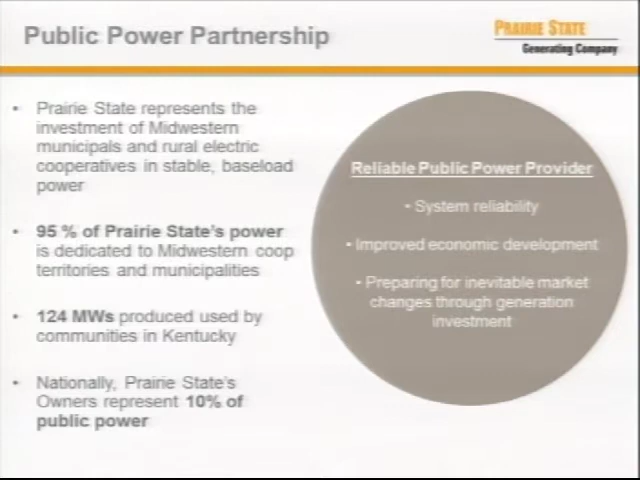 Public Power Partnership
PRAIRIE STATE
Generating Company
• Prairie State represents the
investment of Midwestern
municipals and rural electric
cooperatives in stable, baseload
power
• 95 % of Prairie State's power
is dedicated to Midwestern coop
territories and municipalities
• 124 MWs produced used by
communities in Kentucky
• Nationally, Prairie State's
Owners represent 10% of
public power
Reliable Public Power Provider
• System reliability
• Improved economic development
• Preparing for inevitable market
changes through generation
investment